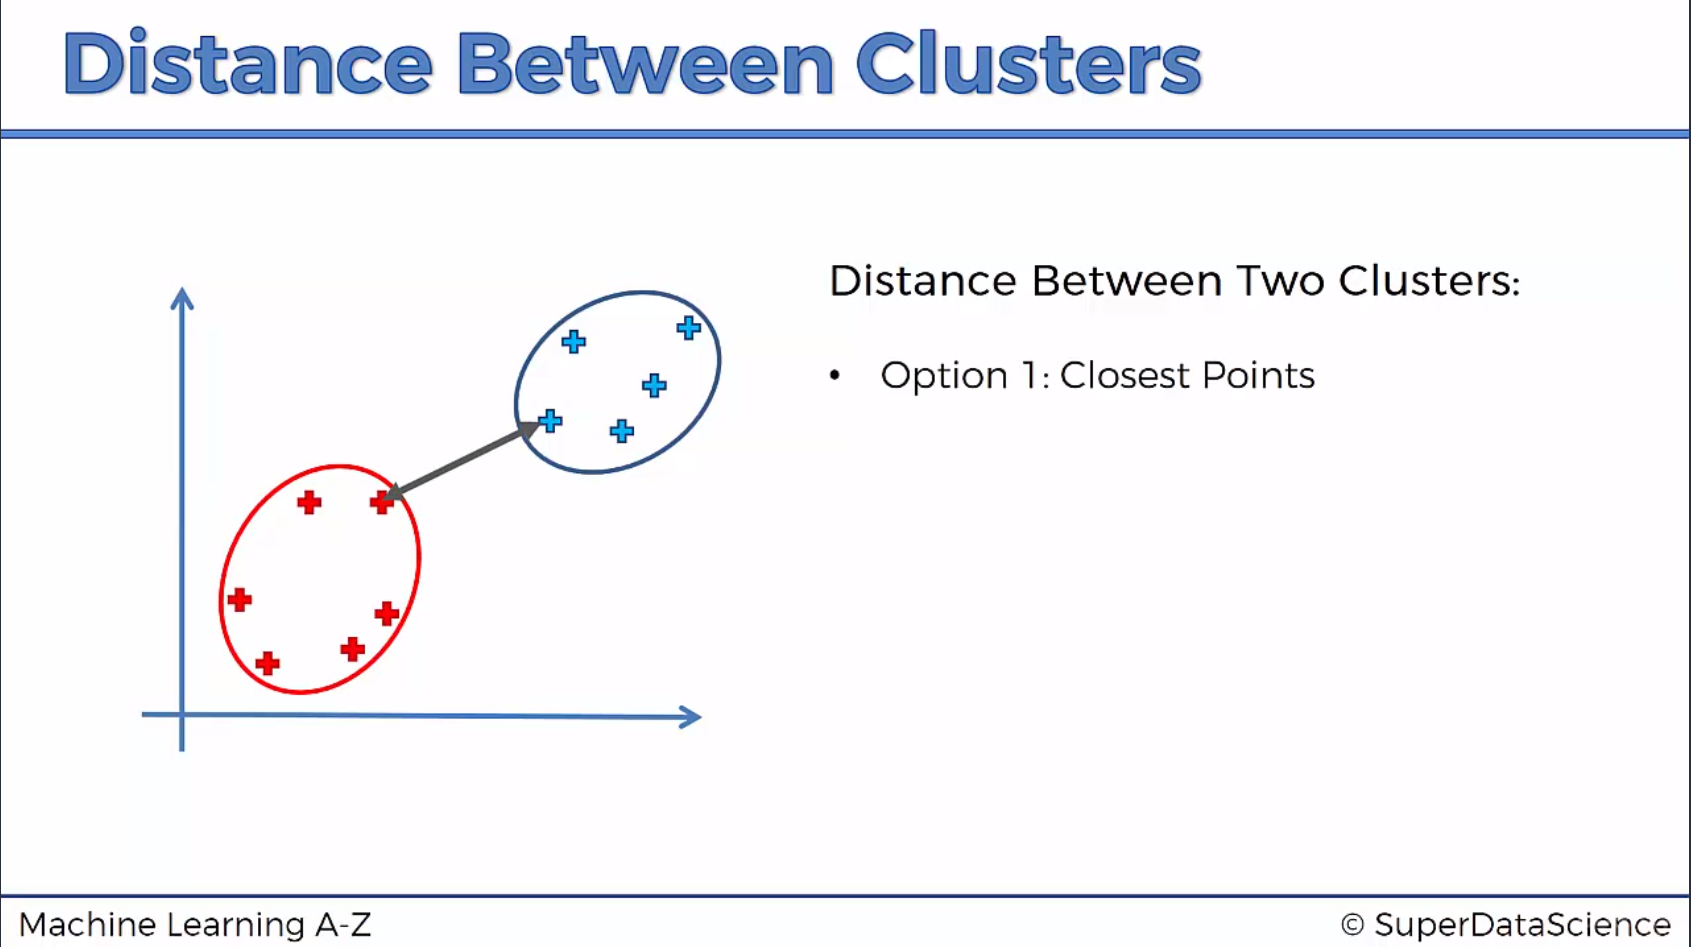 Distance Between Clusters
Distance Between Two Clusters:
• Option 1: Closest Points
Machine Learning A-Z
© SuperDataScience